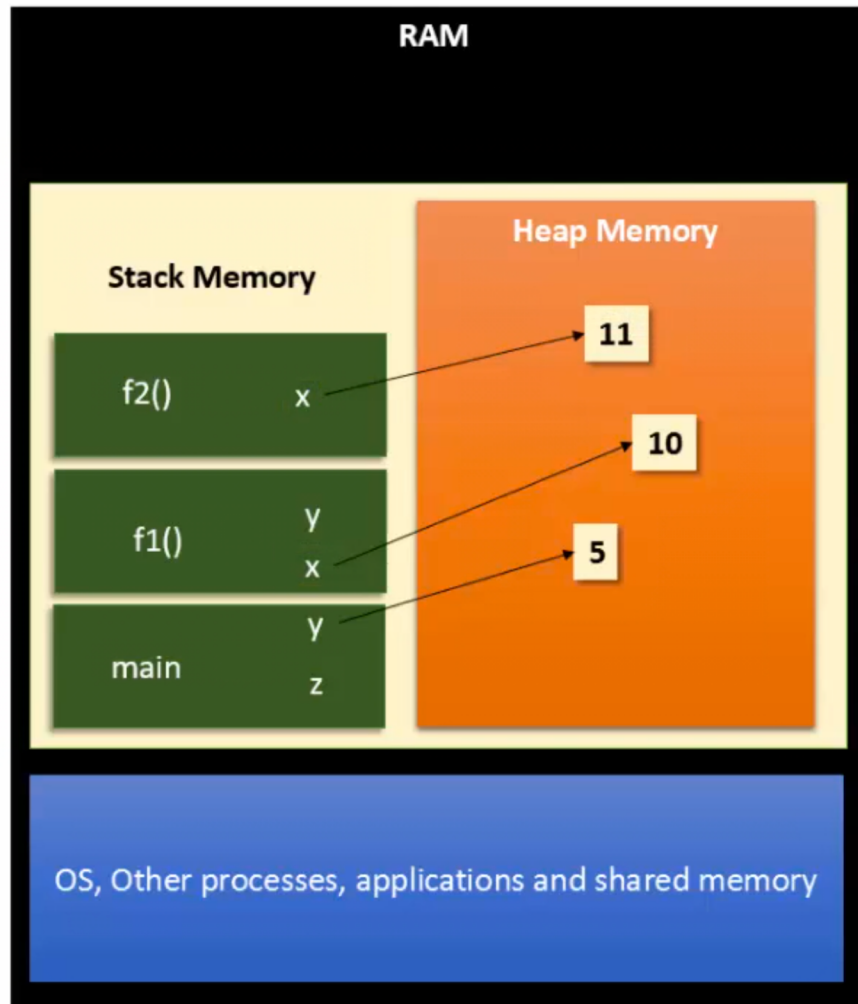 RAM
Stack Memory
Heap Memory
f2()
x
11
f1()
y
x
10
main
y
z
5
OS, Other processes, applications and shared memory